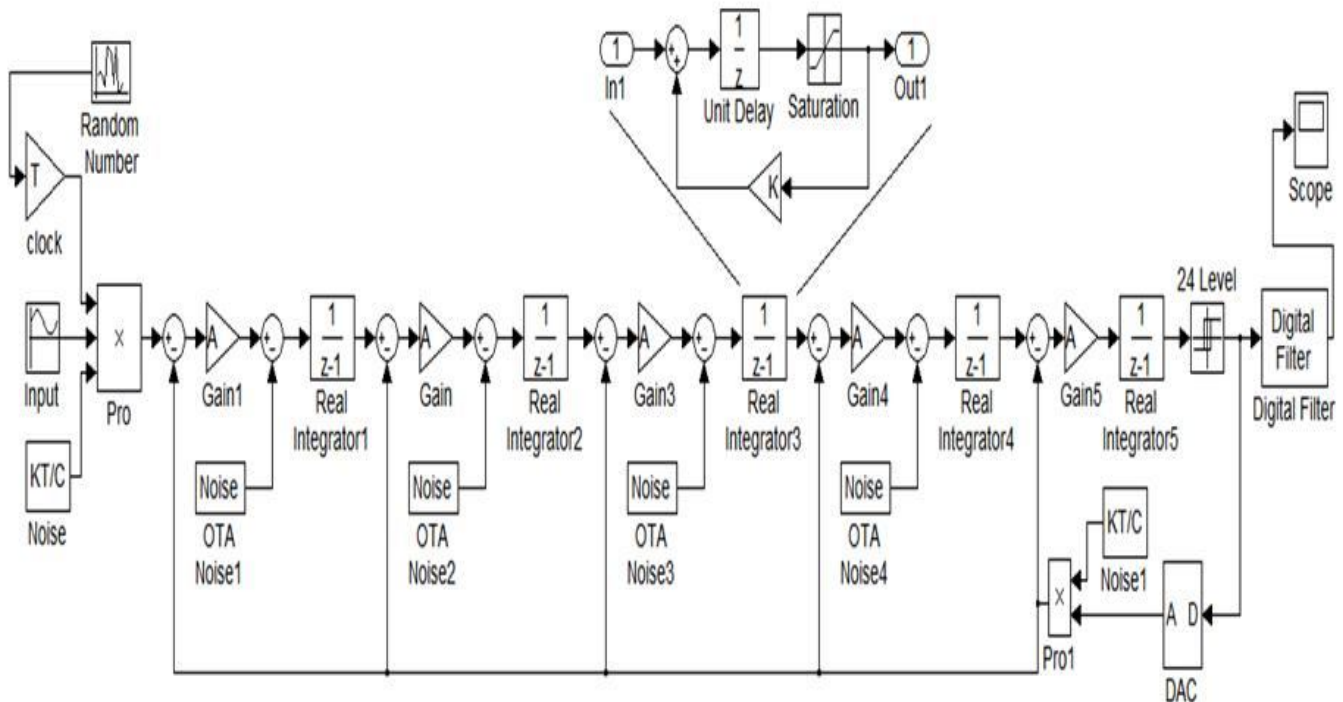 1
In1
+
+
1
z
Unit Delay
Saturation
1
Out1
K
Random
Number
T
clock
Scope
24 Level
Input
×
Pro
+
-
A
Gain1
+
-
1
z-1
Real
Integrator1
+
-
A
Gain
+
-
1
z-1
Real
Integrator2
+
-
A
Gain3
+
-
1
z-1
Real
Integrator3
+
-
A
Gain4
+
-
1
z-1
Real
Integrator4
+
-
A
Gain5
1
z-1
Real
Integrator5
Digital
Filter
Digital Filter
KT/C
Noise
Noise
OTA
Noise1
Noise
OTA
Noise2
Noise
OTA
Noise3
Noise
OTA
Noise4
KT/C
Noise1
×
Pro1
A D
DAC